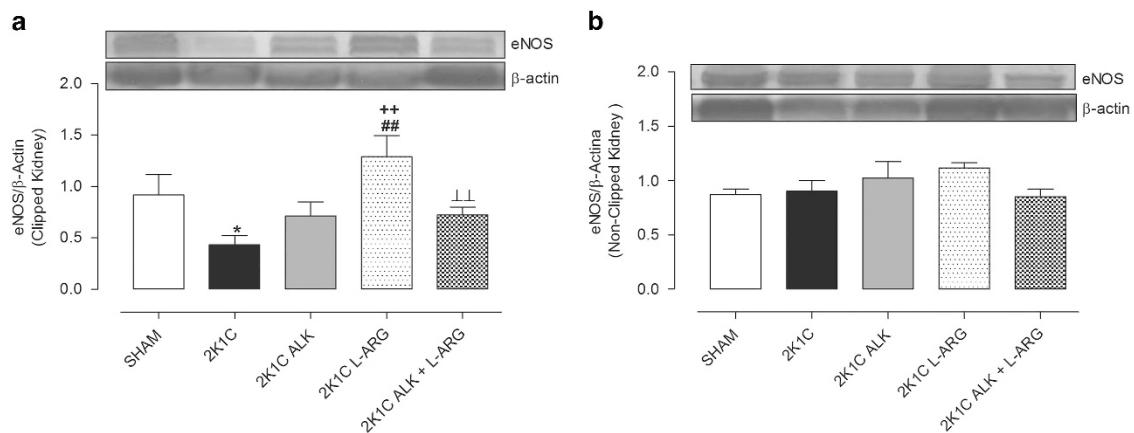 a
eNOS
β-actin
eNOS/β-Actin
(Clipped Kidney)
2.0
1.5
1.0
0.5
0.0
*
++
##
⊥⊥
SHAM
2K1C
2K1C ALK
2K1C L-ARG
2K1C ALK + L-ARG
b
eNOS
β-actin
eNOS/β-Actina
(Non-Clipped Kidney )
2.0
1.5
1.0
0.5
0.0
SHAM
2K1C
2K1C ALK
2K1C L-ARG
2K1C ALK + L-ARG